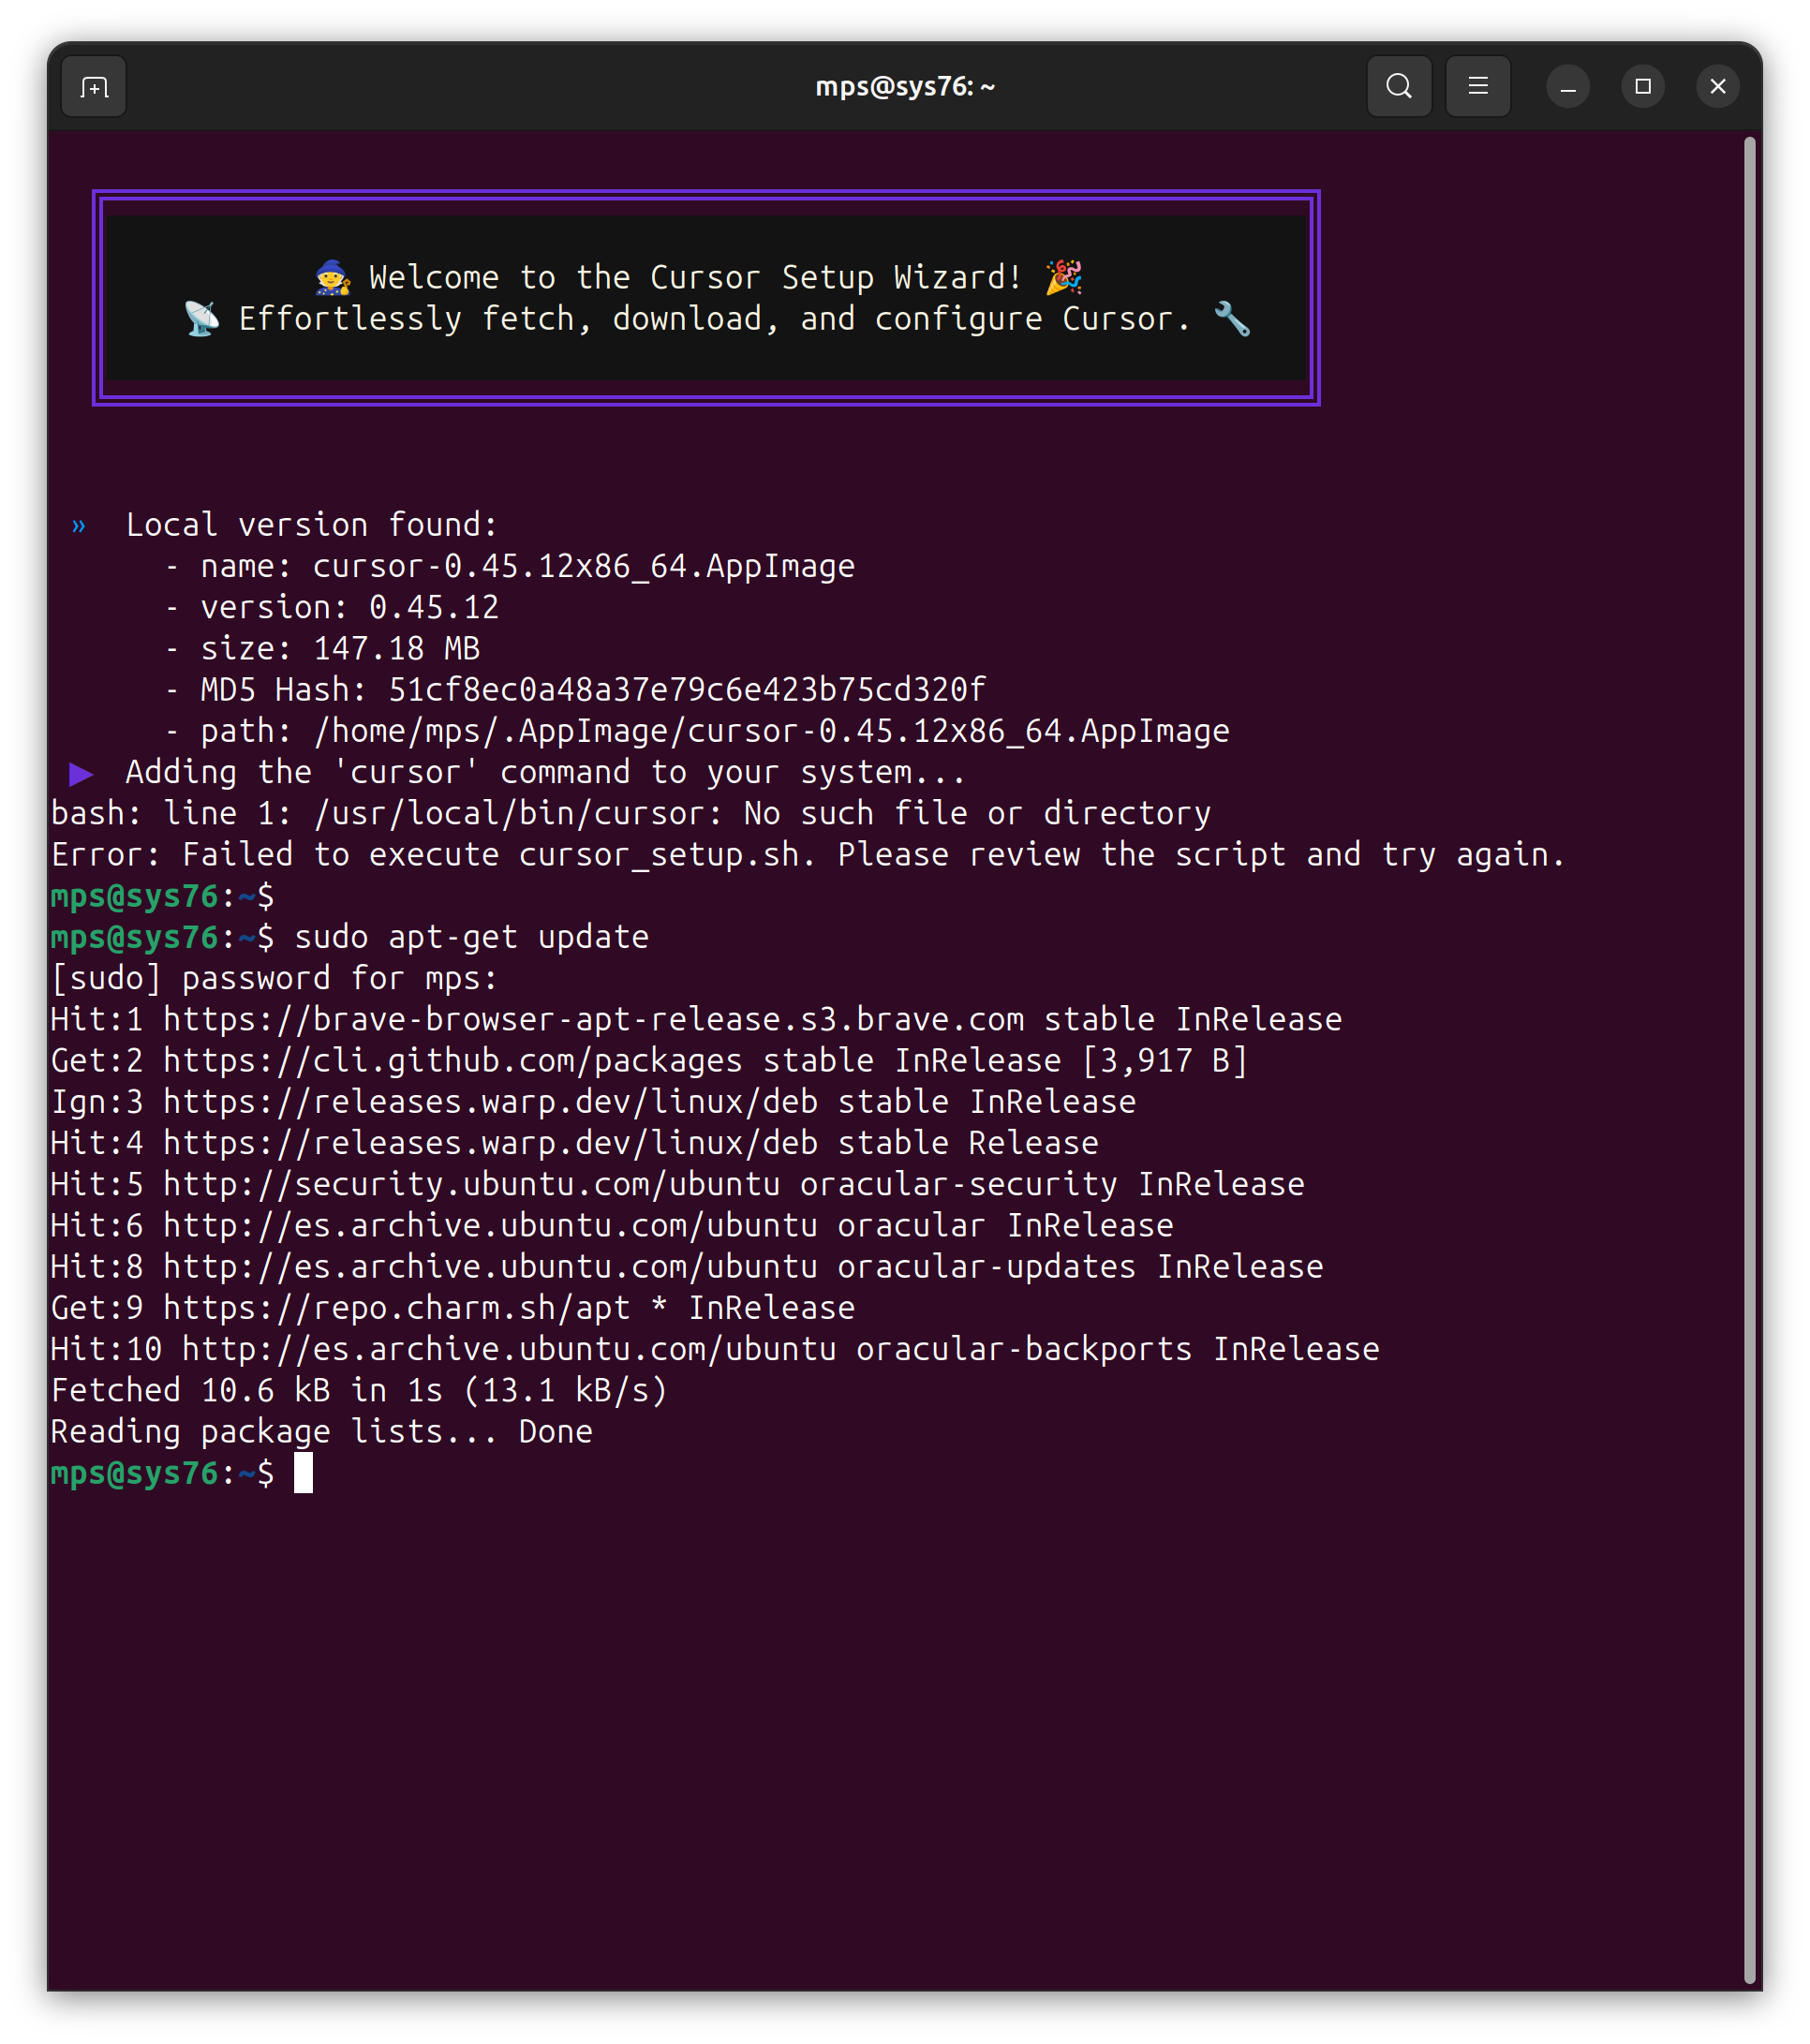 mps@sys76: ~
🧙 Welcome to the Cursor Setup Wizard! 🎉
📡 Effortlessly fetch, download, and configure Cursor. 🔧
»  Local version found:
- name: cursor-0.45.12x86_64.AppImage
- version: 0.45.12
- size: 147.18 MB
- MD5 Hash: 51cf8ec0a48a37e79c6e423b75cd320f
- path: /home/mps/.AppImage/cursor-0.45.12x86_64.AppImage
▶  Adding the 'cursor' command to your system...
bash: line 1: /usr/local/bin/cursor: No such file or directory
Error: Failed to execute cursor_setup.sh. Please review the script and try again.
mps@sys76:~$
mps@sys76:~$ sudo apt-get update
[sudo] password for mps:
Hit:1 https://brave-browser-apt-release.s3.brave.com stable InRelease
Get:2 https://cli.github.com/packages stable InRelease [3,917 B]
Ign:3 https://releases.warp.dev/linux/deb stable InRelease
Hit:4 https://releases.warp.dev/linux/deb stable Release
Hit:5 http://security.ubuntu.com/ubuntu oracular-security InRelease
Hit:6 http://es.archive.ubuntu.com/ubuntu oracular InRelease
Hit:8 http://es.archive.ubuntu.com/ubuntu oracular-updates InRelease
Get:9 https://repo.charm.sh/apt * InRelease
Hit:10 http://es.archive.ubuntu.com/ubuntu oracular-backports InRelease
Fetched 10.6 kB in 1s (13.1 kB/s)
Reading package lists... Done
mps@sys76:~$